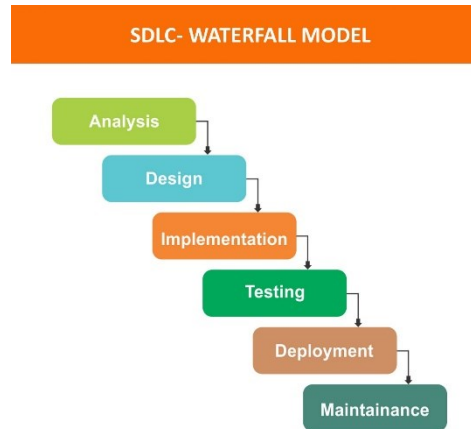 SDLC- WATERFALL MODEL
Analysis
Design
Implementation
Testing
Deployment
Maintainance